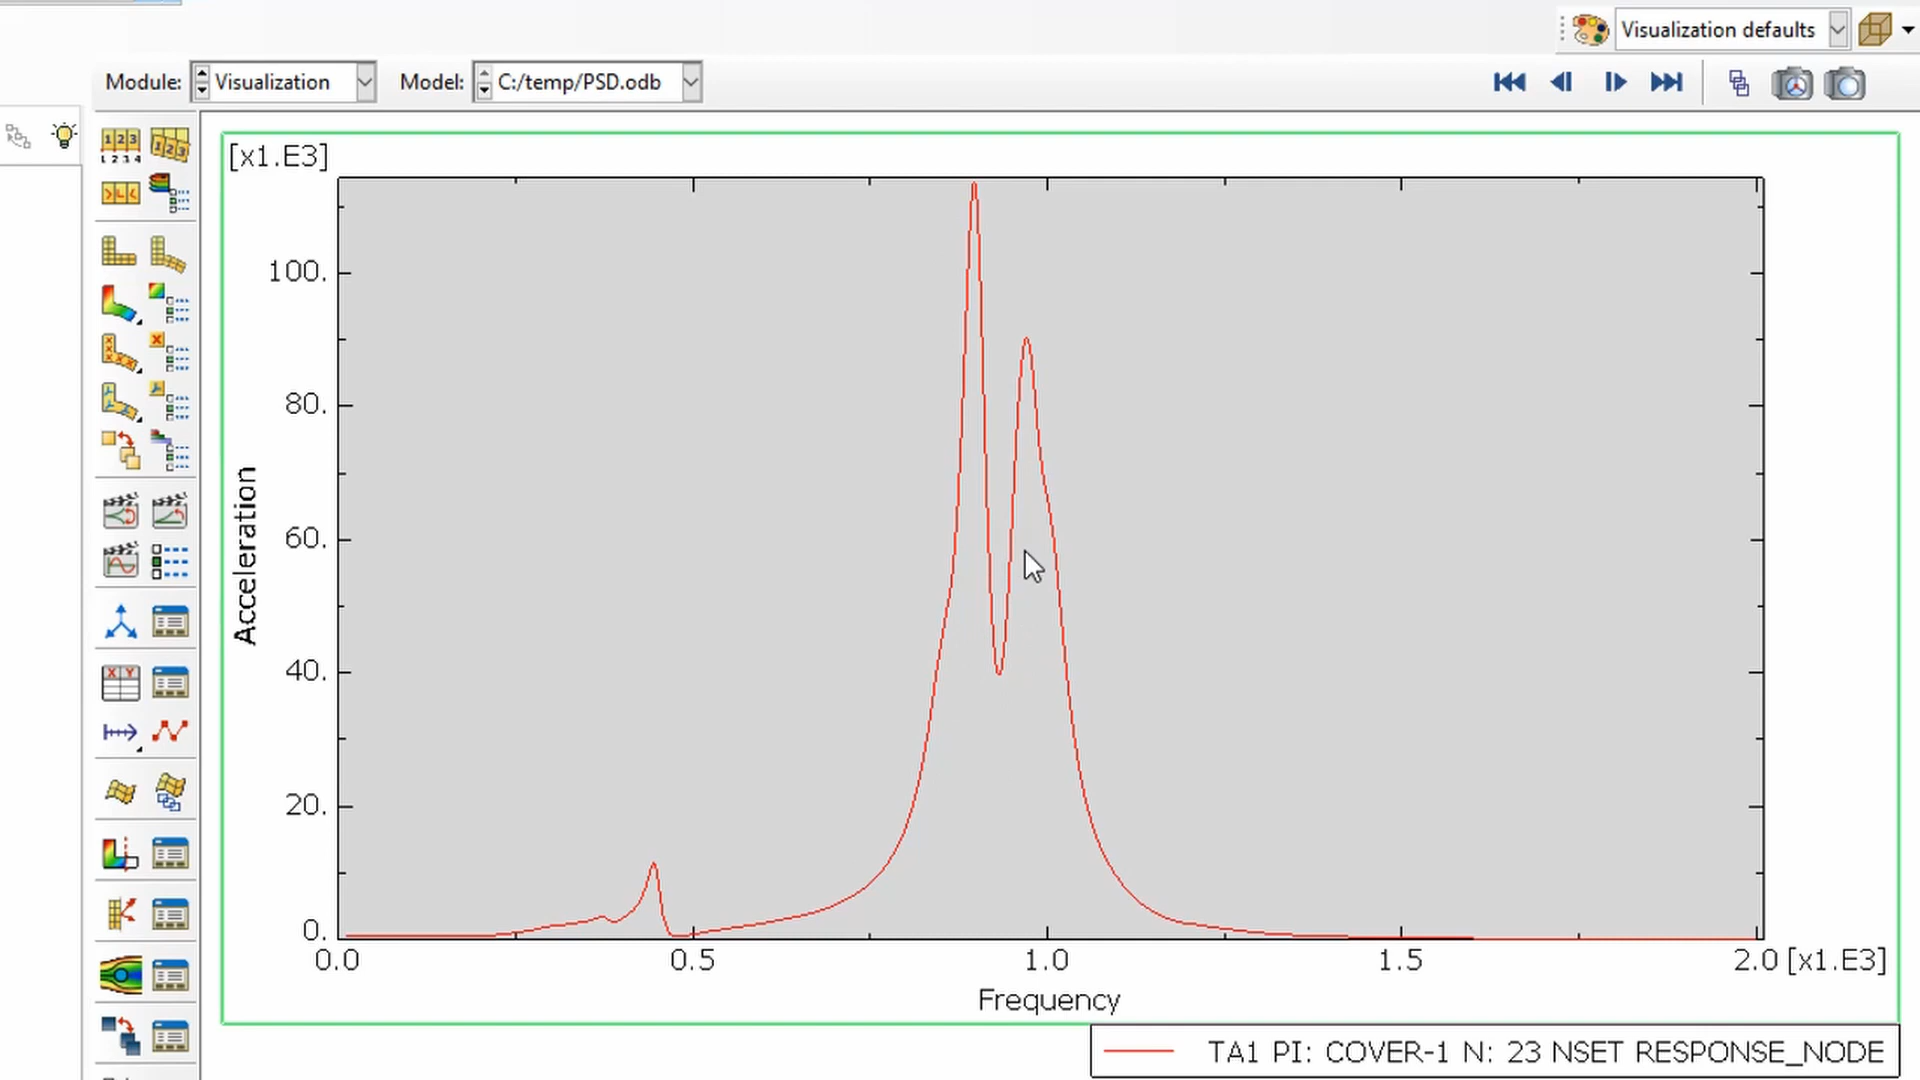 Visualization defaults
Module: Visualization Model: C:/temp/PSD.odb
[x1.E3]
100.
80.
60.
40.
20.
0.
Acceleration
0.0 0.5 1.0 1.5 2.0 [x1.E3]
Frequency
TA1 PI: COVER-1 N: 23 NSET RESPONSE_NODE